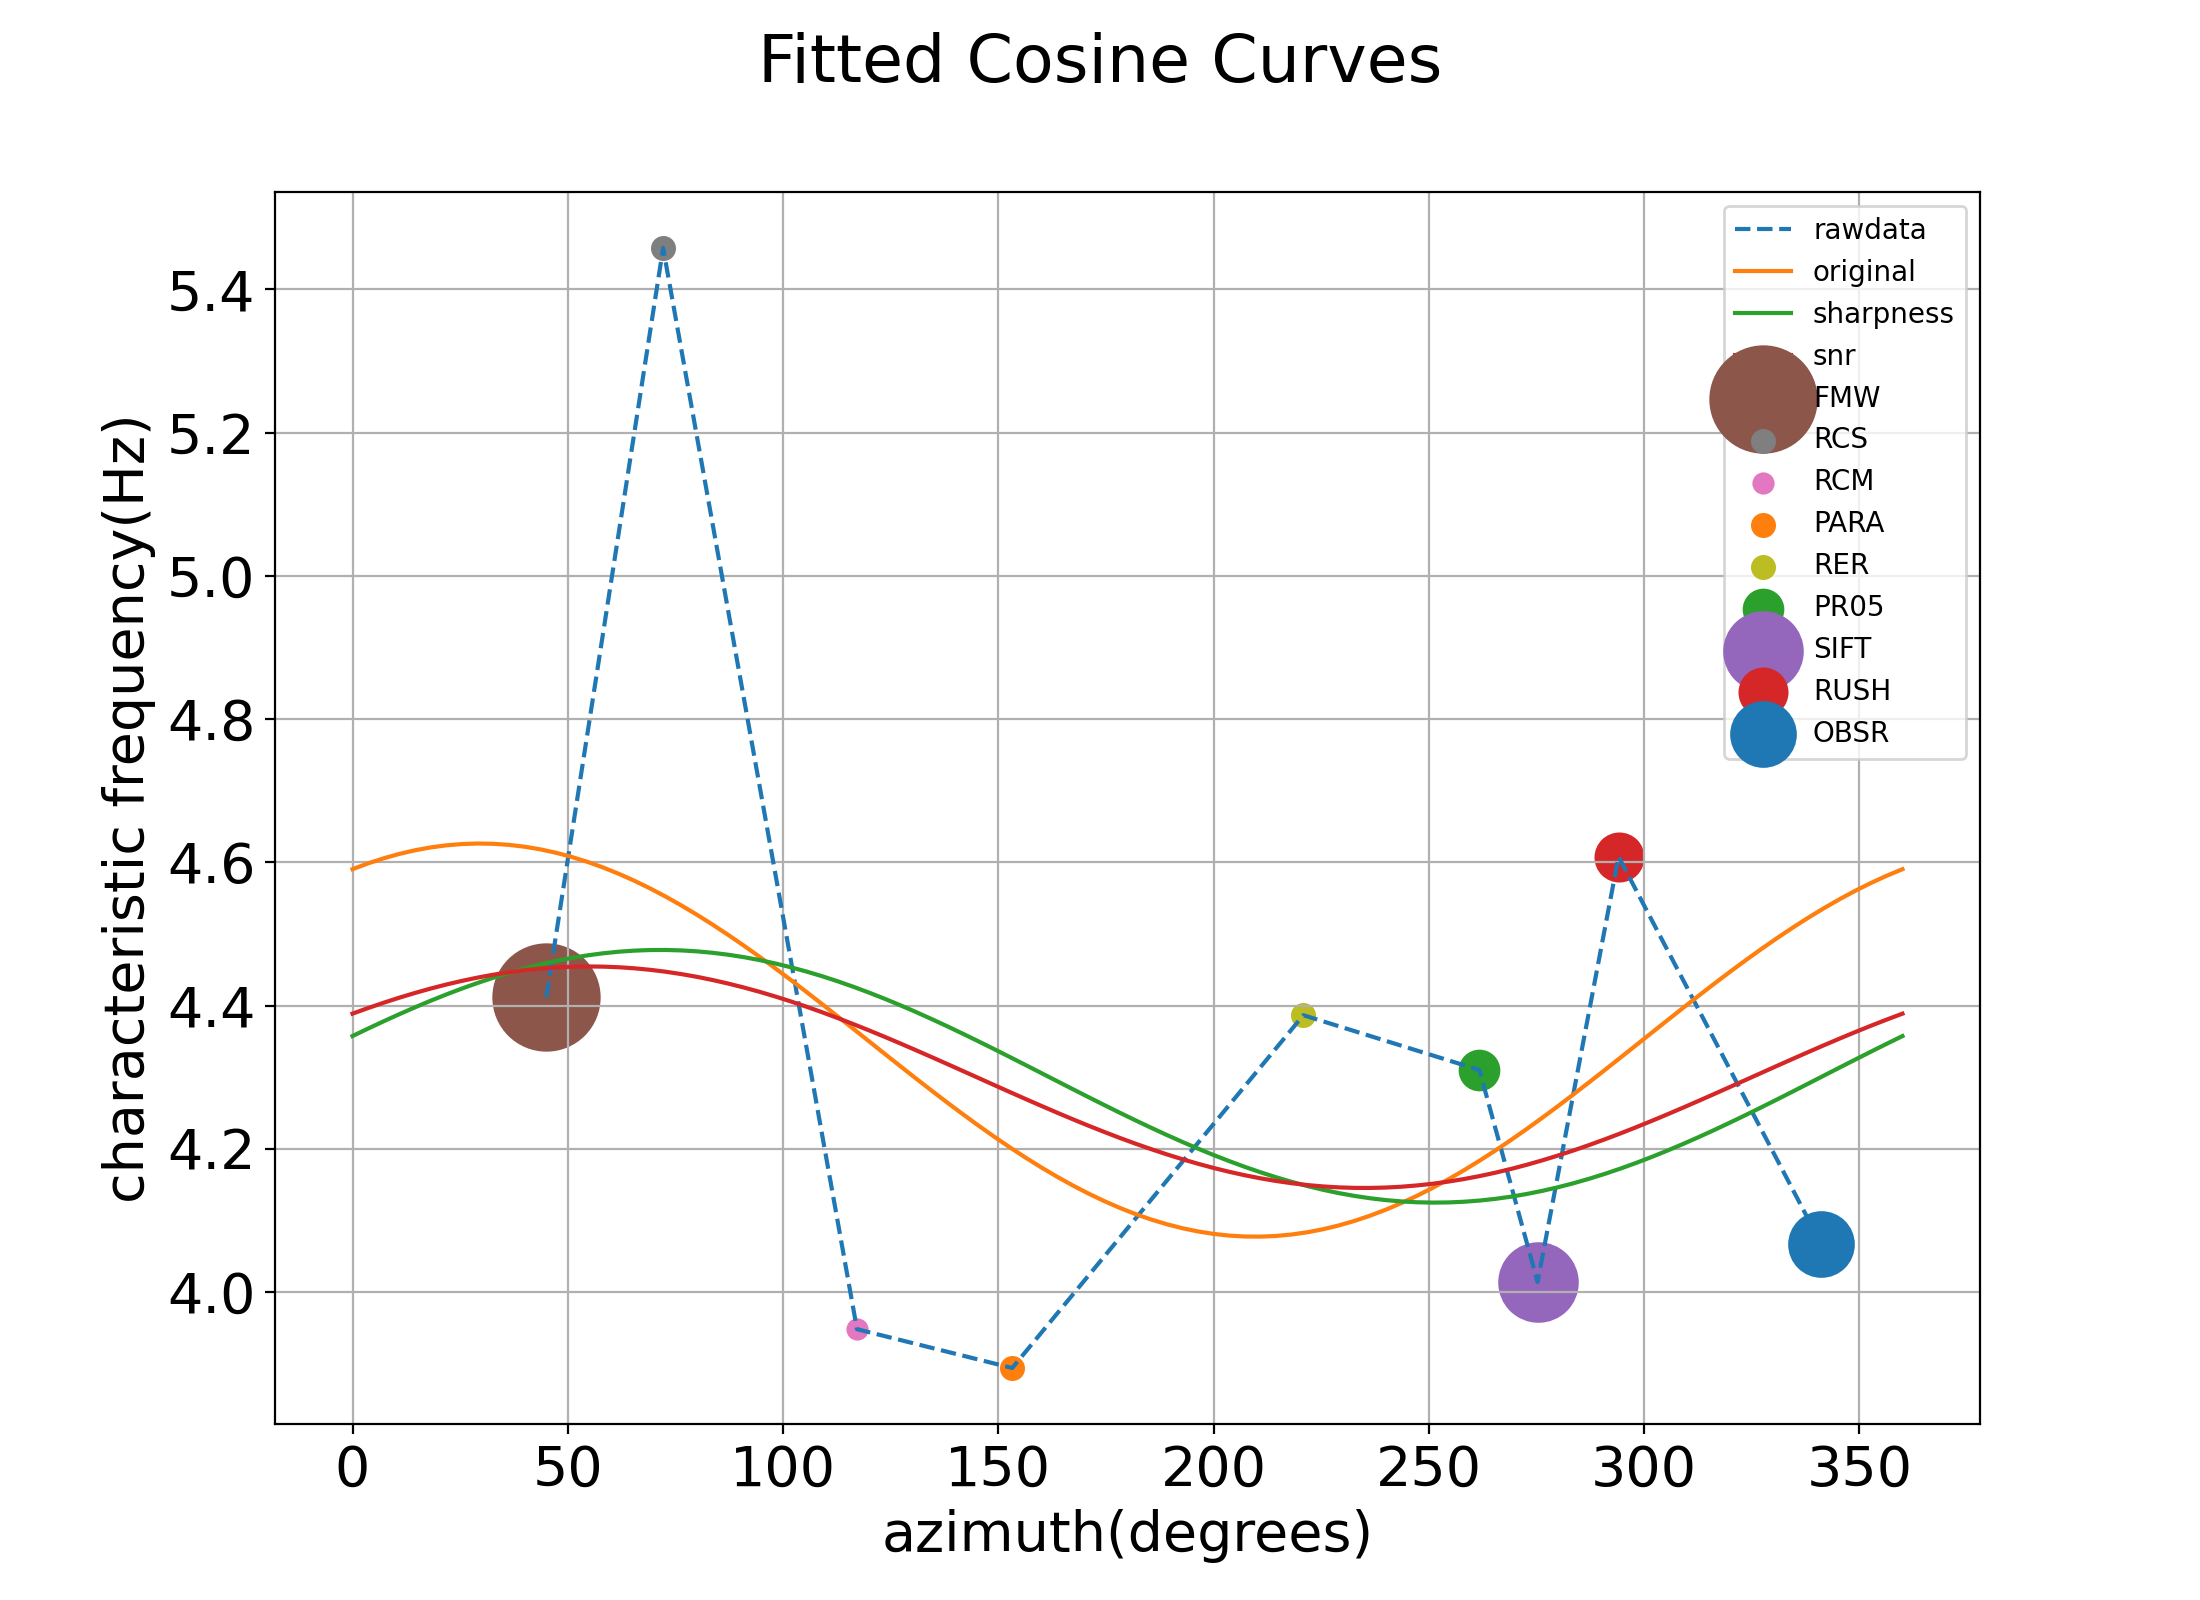 Fitted Cosine Curves
characteristic frequency(Hz)
5.4
5.2
5.0
4.8
4.6
4.4
4.2
4.0
rawdata
original
sharpness
snr
FMW
RCS
RCM
PARA
RER
PR05
SIFT
RUSH
OBSR
0 50 100 150 200 250 300 350
azimuth(degrees)